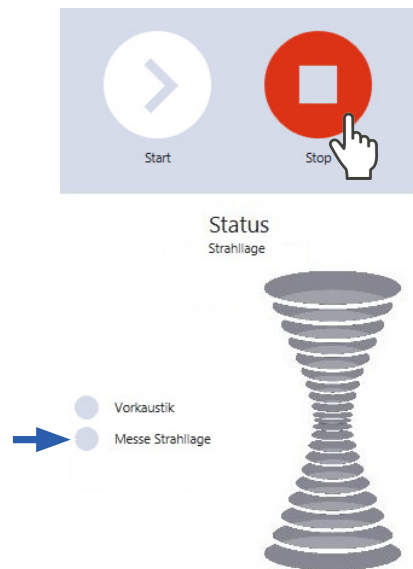 Start
Stop
Status
Strahllage
Vorkaustik
Messe Strahllage